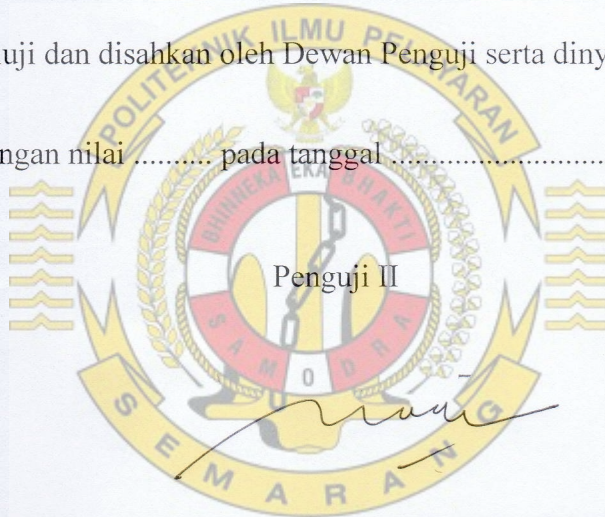 POLITEKNIK ILMU PELAYARAN
uji dan disahkan oleh Dewan Penguji serta diny
ngan nilai .......... pada tanggal ..........................
BHINNEKA EKA BHAKTI
Penguji II
SAMODRA
SEMARANG